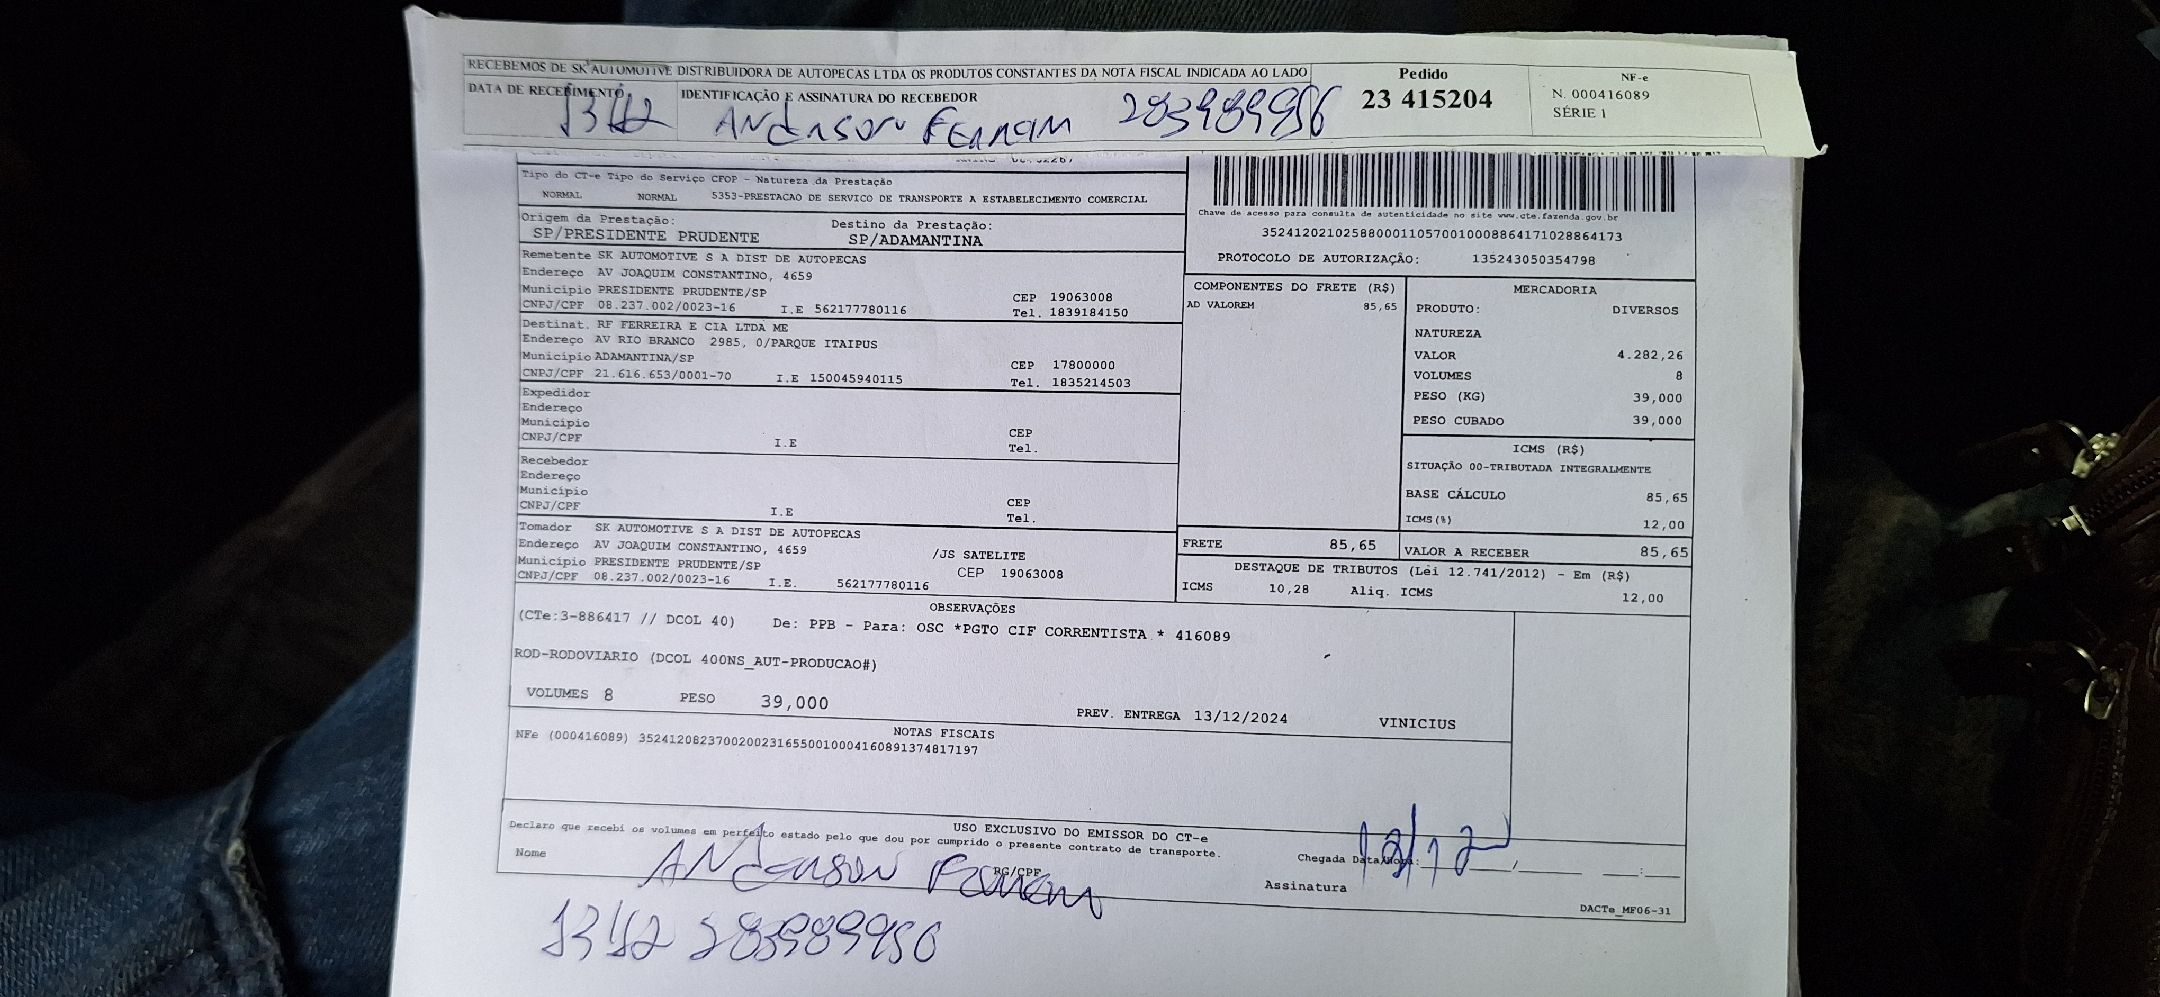 RECEBEMOS DE SK AUTOMOTIVE DISTRIBUIDORA DE AUTOPECAS LTDA OS PRODUTOS CONSTANTES DA NOTA FISCAL INDICADA AO LADO
DATA DE RECEBIMENTO
13/12
IDENTIFICAÇÃO E ASSINATURA DO RECEBEDOR
Anderson 283989956
Pedido
23 415204
NF-e
N. 000416089
SÉRIE 1
Tipo do CT-e Tipo do Serviço CFOP - Natureza da Prestação
NORMAL NORMAL 5353-PRESTACAO DE SERVICO DE TRANSPORTE A ESTABELECIMENTO COMERCIAL
Origem da Prestação: Destino da Prestação:
SP/PRESIDENTE PRUDENTE SP/ADAMANTINA
Chave de acesso para consulta de autenticidade no site www.cte.fazenda.gov.br
35241202102588000110570010008864171028864173
PROTOCOLO DE AUTORIZAÇÃO: 135243050354798
Remetente SK AUTOMOTIVE S A DIST DE AUTOPECAS
Endereço AV JOAQUIM CONSTANTINO, 4659
Município PRESIDENTE PRUDENTE/SP CEP 19063008
CNPJ/CPF 08.237.002/0023-16 I.E 562177780116 Tel. 1839184150
Destinat. RF FERREIRA E CIA LTDA ME
Endereço AV RIO BRANCO 2985, 0/PARQUE ITAIPUS
Município ADAMANTINA/SP CEP 17800000
CNPJ/CPF 21.616.653/0001-70 I.E 150045940115 Tel. 1835214503
Expedidor
Endereço
Município CEP
CNPJ/CPF I.E Tel.
Recebedor
Endereço
Município CEP
CNPJ/CPF I.E Tel.
Tomador SK AUTOMOTIVE S A DIST DE AUTOPECAS
Endereço AV JOAQUIM CONSTANTINO, 4659 /JS SATELITE
Município PRESIDENTE PRUDENTE/SP CEP 19063008
CNPJ/CPF 08.237.002/0023-16 I.E. 562177780116
COMPONENTES DO FRETE (R$)
AD VALOREM 85,65
MERCADORIA
PRODUTO: DIVERSOS
NATUREZA
VALOR 4.282,26
VOLUMES 8
PESO (KG) 39,000
PESO CUBADO 39,000
ICMS (R$)
SITUAÇÃO 00-TRIBUTADA INTEGRALMENTE
BASE CÁLCULO 85,65
ICMS(%) 12,00
FRETE 85,65 VALOR A RECEBER 85,65
DESTAQUE DE TRIBUTOS (Lei 12.741/2012) - Em (R$)
ICMS 10,28 Aliq. ICMS 12,00
OBSERVAÇÕES
(CTe:3-886417 // DCOL 40) De: PPB - Para: OSC *PGTO CIF CORRENTISTA * 416089
ROD-RODOVIARIO (DCOL 400NS_AUT-PRODUCAO#)
VOLUMES 8 PESO 39,000 PREV. ENTREGA 13/12/2024 VINICIUS
NOTAS FISCAIS
NFe (000416089) 35241208237002002316550010004160891374817197
USO EXCLUSIVO DO EMISSOR DO CT-e
Declaro que recebi os volumes em perfeito estado pelo que dou por cumprido o presente contrato de transporte.
Nome Anderson RG/CPF Chegada Data/Hora: 13/12
Assinatura
DACTe_MF06-31
13/12 283989956